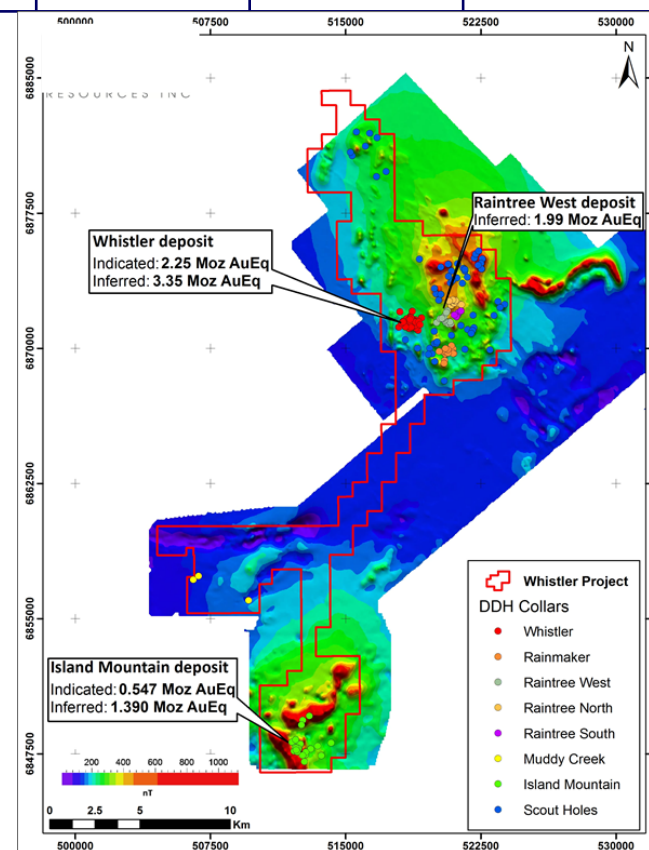 500000 507500 515000 522500 530000
RESOURCES INC
N
6885000
6877500
6870000
6862500
6855000
6847500
Raintree West deposit
Inferred: 1.99 Moz AuEq
Whistler deposit
Indicated: 2.25 Moz AuEq
Inferred: 3.35 Moz AuEq
Island Mountain deposit
Indicated: 0.547 Moz AuEq
Inferred: 1.390 Moz AuEq
Whistler Project
DDH Collars
Whistler
Rainmaker
Raintree West
Raintree North
Raintree South
Muddy Creek
Island Mountain
Scout Holes
200 400 600 800 1000
nT
0 2.5 5 10
Km
500000 507500 515000 522500 530000